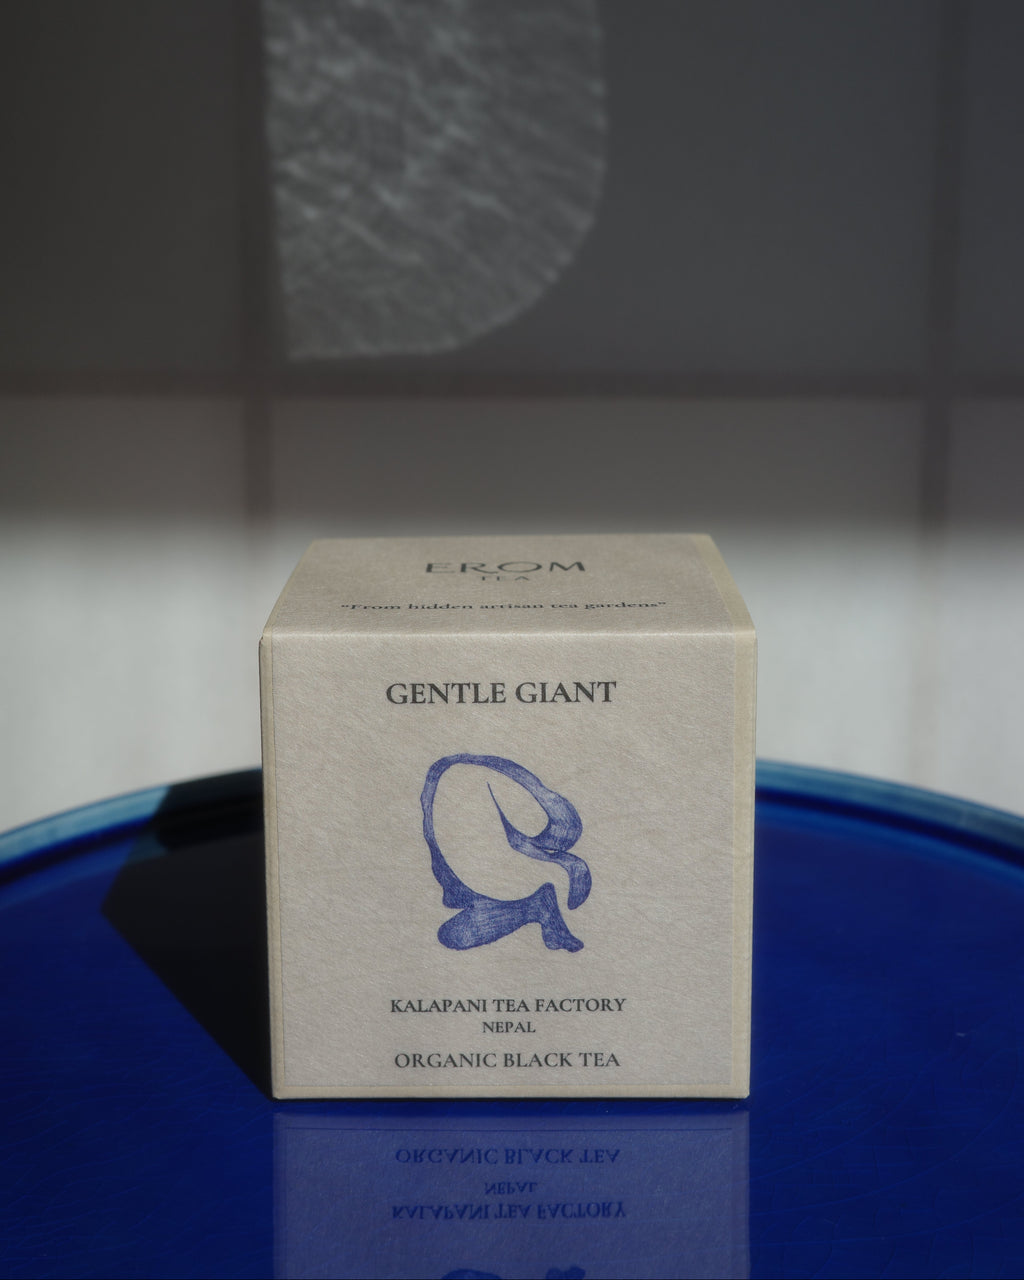 EROM
TEA
"From hidden artisan tea gardens"
GENTLE GIANT
KALAPANI TEA FACTORY
NEPAL
ORGANIC BLACK TEA